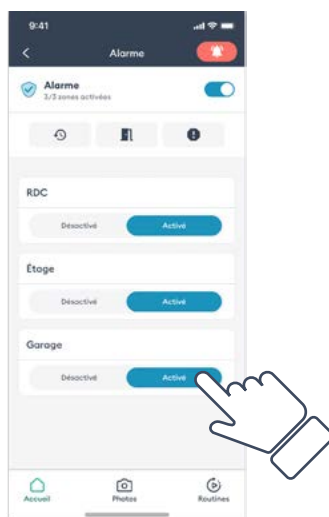 9:41
Alarme
Alarme
3/3 zones activées
RDC
Désactivé
Activé
Étage
Désactivé
Activé
Garage
Désactivé
Activé
Accueil
Photos
Routines